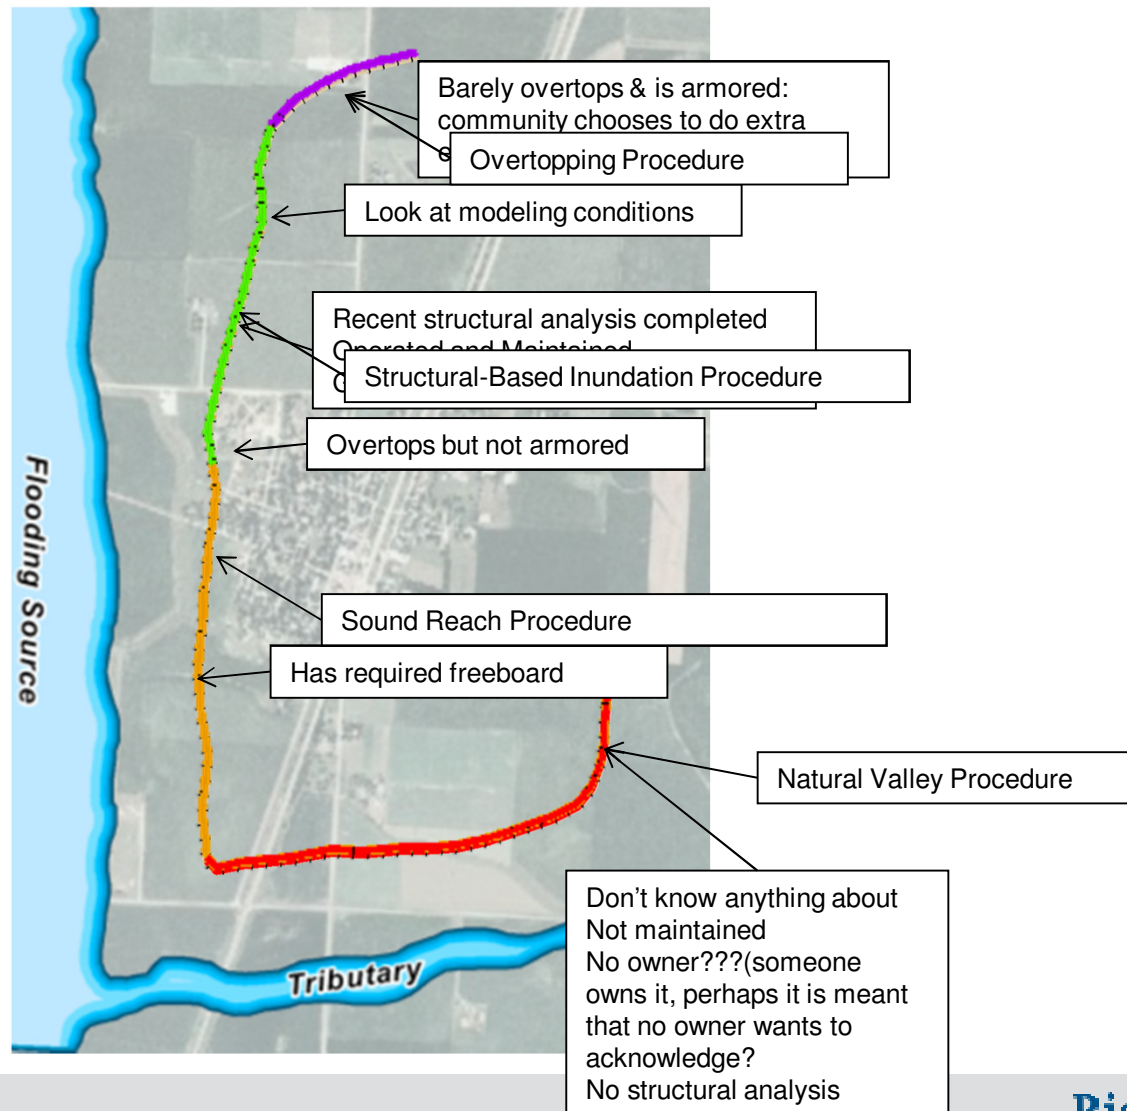 Barely overtops & is armored:
community chooses to do extra
Overtopping Procedure
Look at modeling conditions
Recent structural analysis completed
Operated and Maintained
Structural-Based Inundation Procedure
Overtops but not armored
Flooding Source
Sound Reach Procedure
Has required freeboard
Natural Valley Procedure
Don’t know anything about
Not maintained
No owner???(someone
owns it, perhaps it is meant
that no owner wants to
acknowledge?
No structural analysis
Tributary